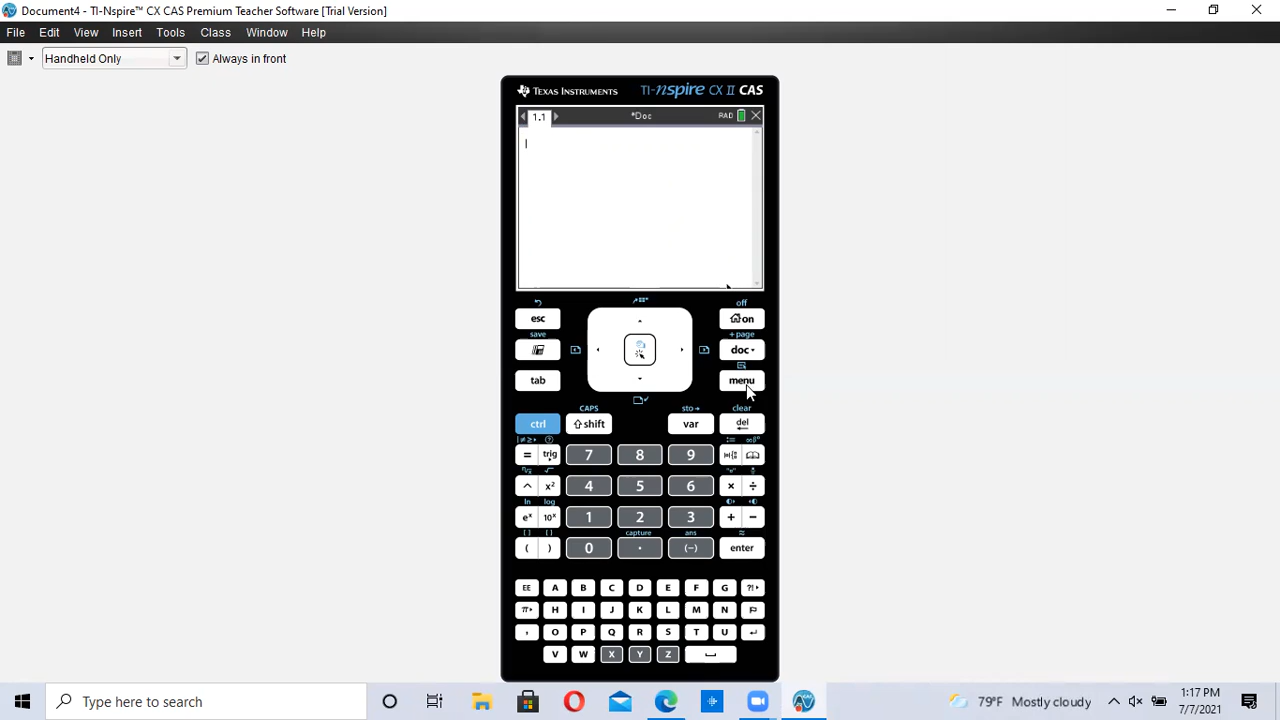 Document4 - TI-Nspire™ CX CAS Premium Teacher Software [Trial Version]
File Edit View Insert Tools Class Window Help
Handheld Only Always in front
TEXAS INSTRUMENTS TI-nspire CX II CAS
1.1 *Doc RAD
off
esc on
save +page
doc
tab menu
CAPS sto→ clear
ctrl shift var del
= trig 7 8 9
^ x² 4 5 6 × ÷
ln log
eˣ 10ˣ 1 2 3 + −
capture ans ≈
( ) 0 . (−) enter
EE A B C D E F G ?!▸
π▸ H I J K L M N
, O P Q R S T U
V W X Y Z
Type here to search 79°F Mostly cloudy 1:17 PM
7/7/2021